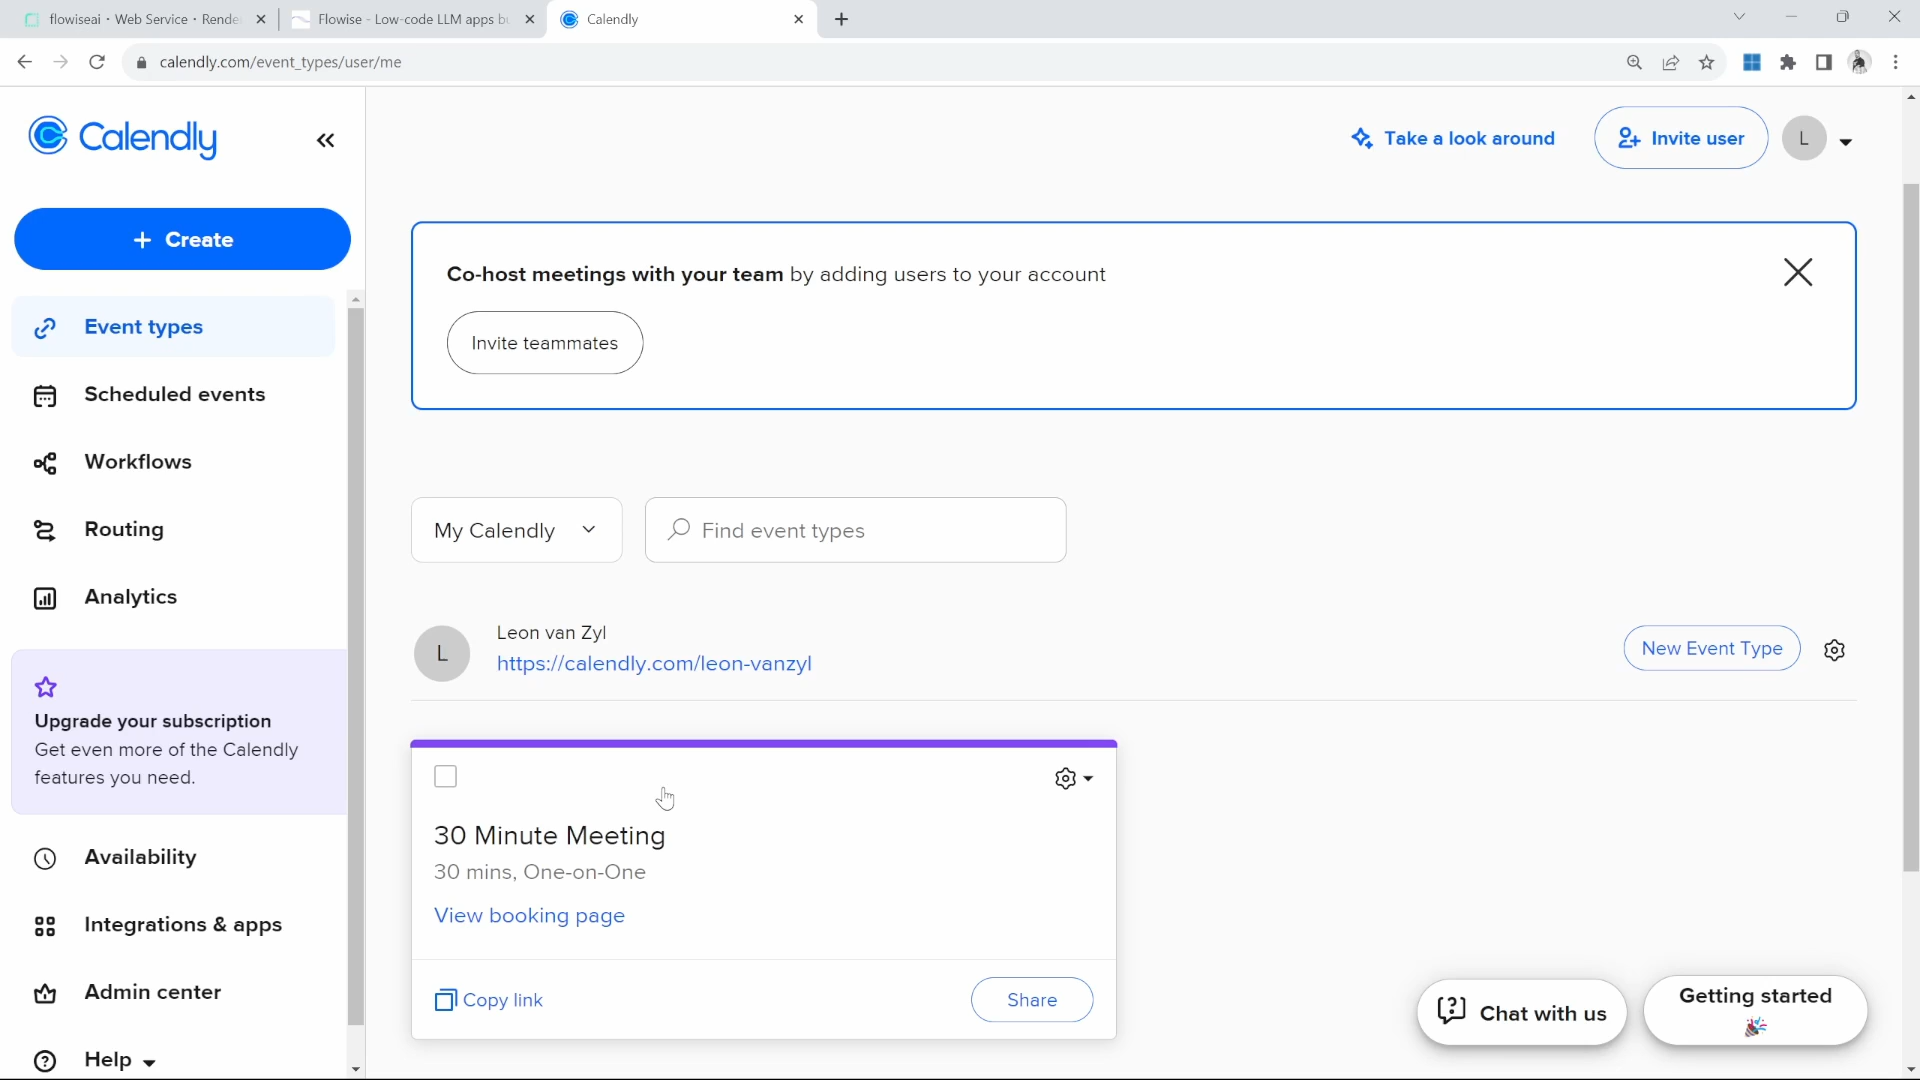 flowiseai · Web Service · Rende
Flowise - Low-code LLM apps bu
Calendly
calendly.com/event_types/user/me
Calendly
Take a look around
Invite user
L
+ Create
Co-host meetings with your team by adding users to your account
Invite teammates
Event types
Scheduled events
Workflows
Routing
Analytics
My Calendly
Find event types
L
Leon van Zyl
https://calendly.com/leon-vanzyl
New Event Type
Upgrade your subscription
Get even more of the Calendly
features you need.
30 Minute Meeting
30 mins, One-on-One
View booking page
Copy link
Share
Availability
Integrations & apps
Admin center
Help
Chat with us
Getting started